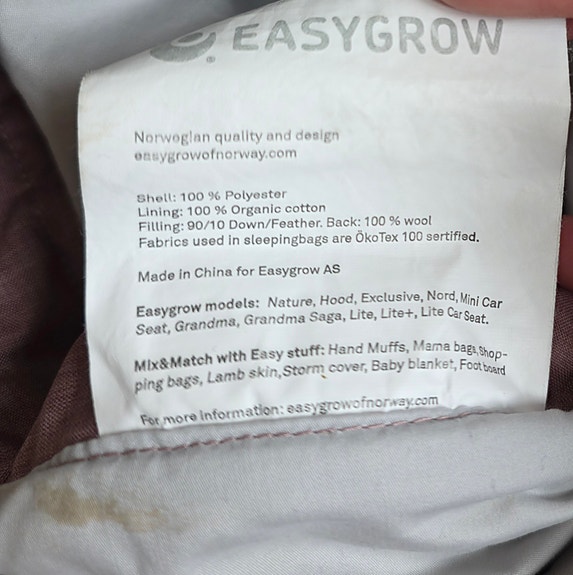 EASYGROW
®
Norwegian quality and design
easygrowofnorway.com
Shell: 100 % Polyester
Lining: 100 % Organic cotton
Filling: 90/10 Down/Feather. Back: 100 % wool
Fabrics used in sleepingbags are ÖkoTex 100 sertified.
Made in China for Easygrow AS
Easygrow models: Nature, Hood, Exclusive, Nord, Mini Car
Seat, Grandma, Grandma Saga, Lite, Lite+, Lite Car Seat.
Mix&Match with Easy stuff: Hand Muffs, Mama bags, Shop-
ping bags, Lamb skin, Storm cover, Baby blanket, Foot board
For more information: easygrowofnorway.com